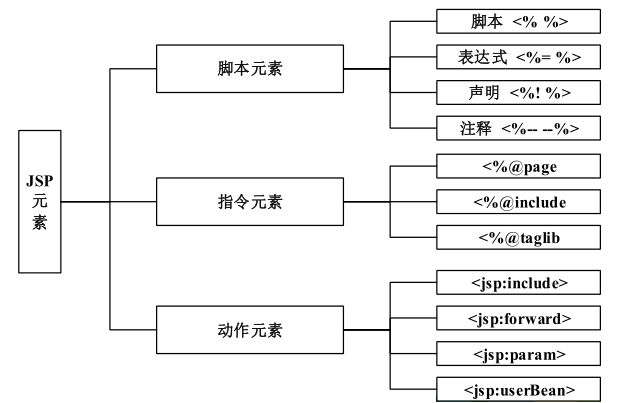 JSP
元
素
脚本元素
脚本 <% %>
表达式 <%= %>
声明 <%! %>
注释 <%-- --%>
指令元素
<%@page
<%@include
<%@taglib
动作元素
<jsp:include>
<jsp:forward>
<jsp:param>
<jsp:userBean>